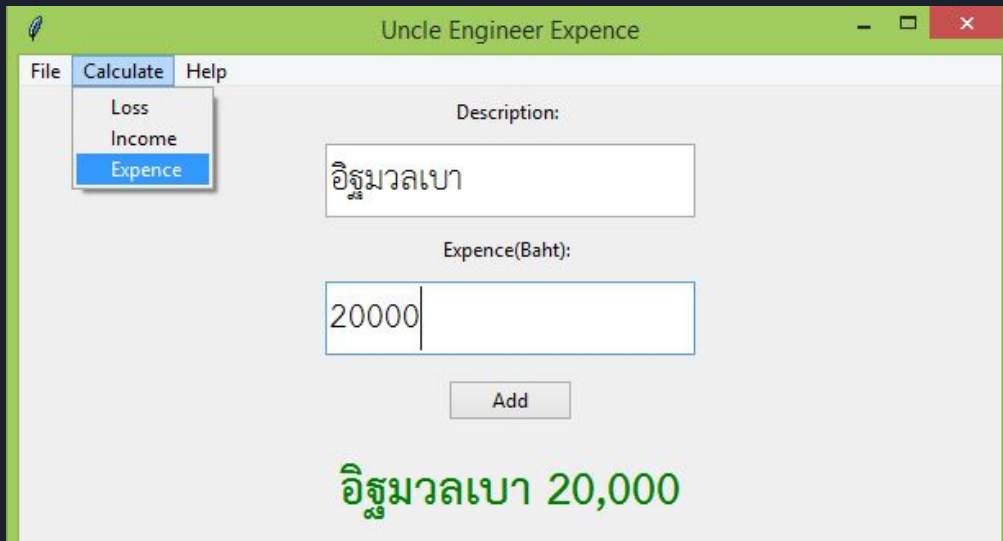 Uncle Engineer Expence
File Calculate Help
Loss
Income
Expence
Description:
อิฐมวลเบา
Expence(Baht):
20000
Add
อิฐมวลเบา 20,000